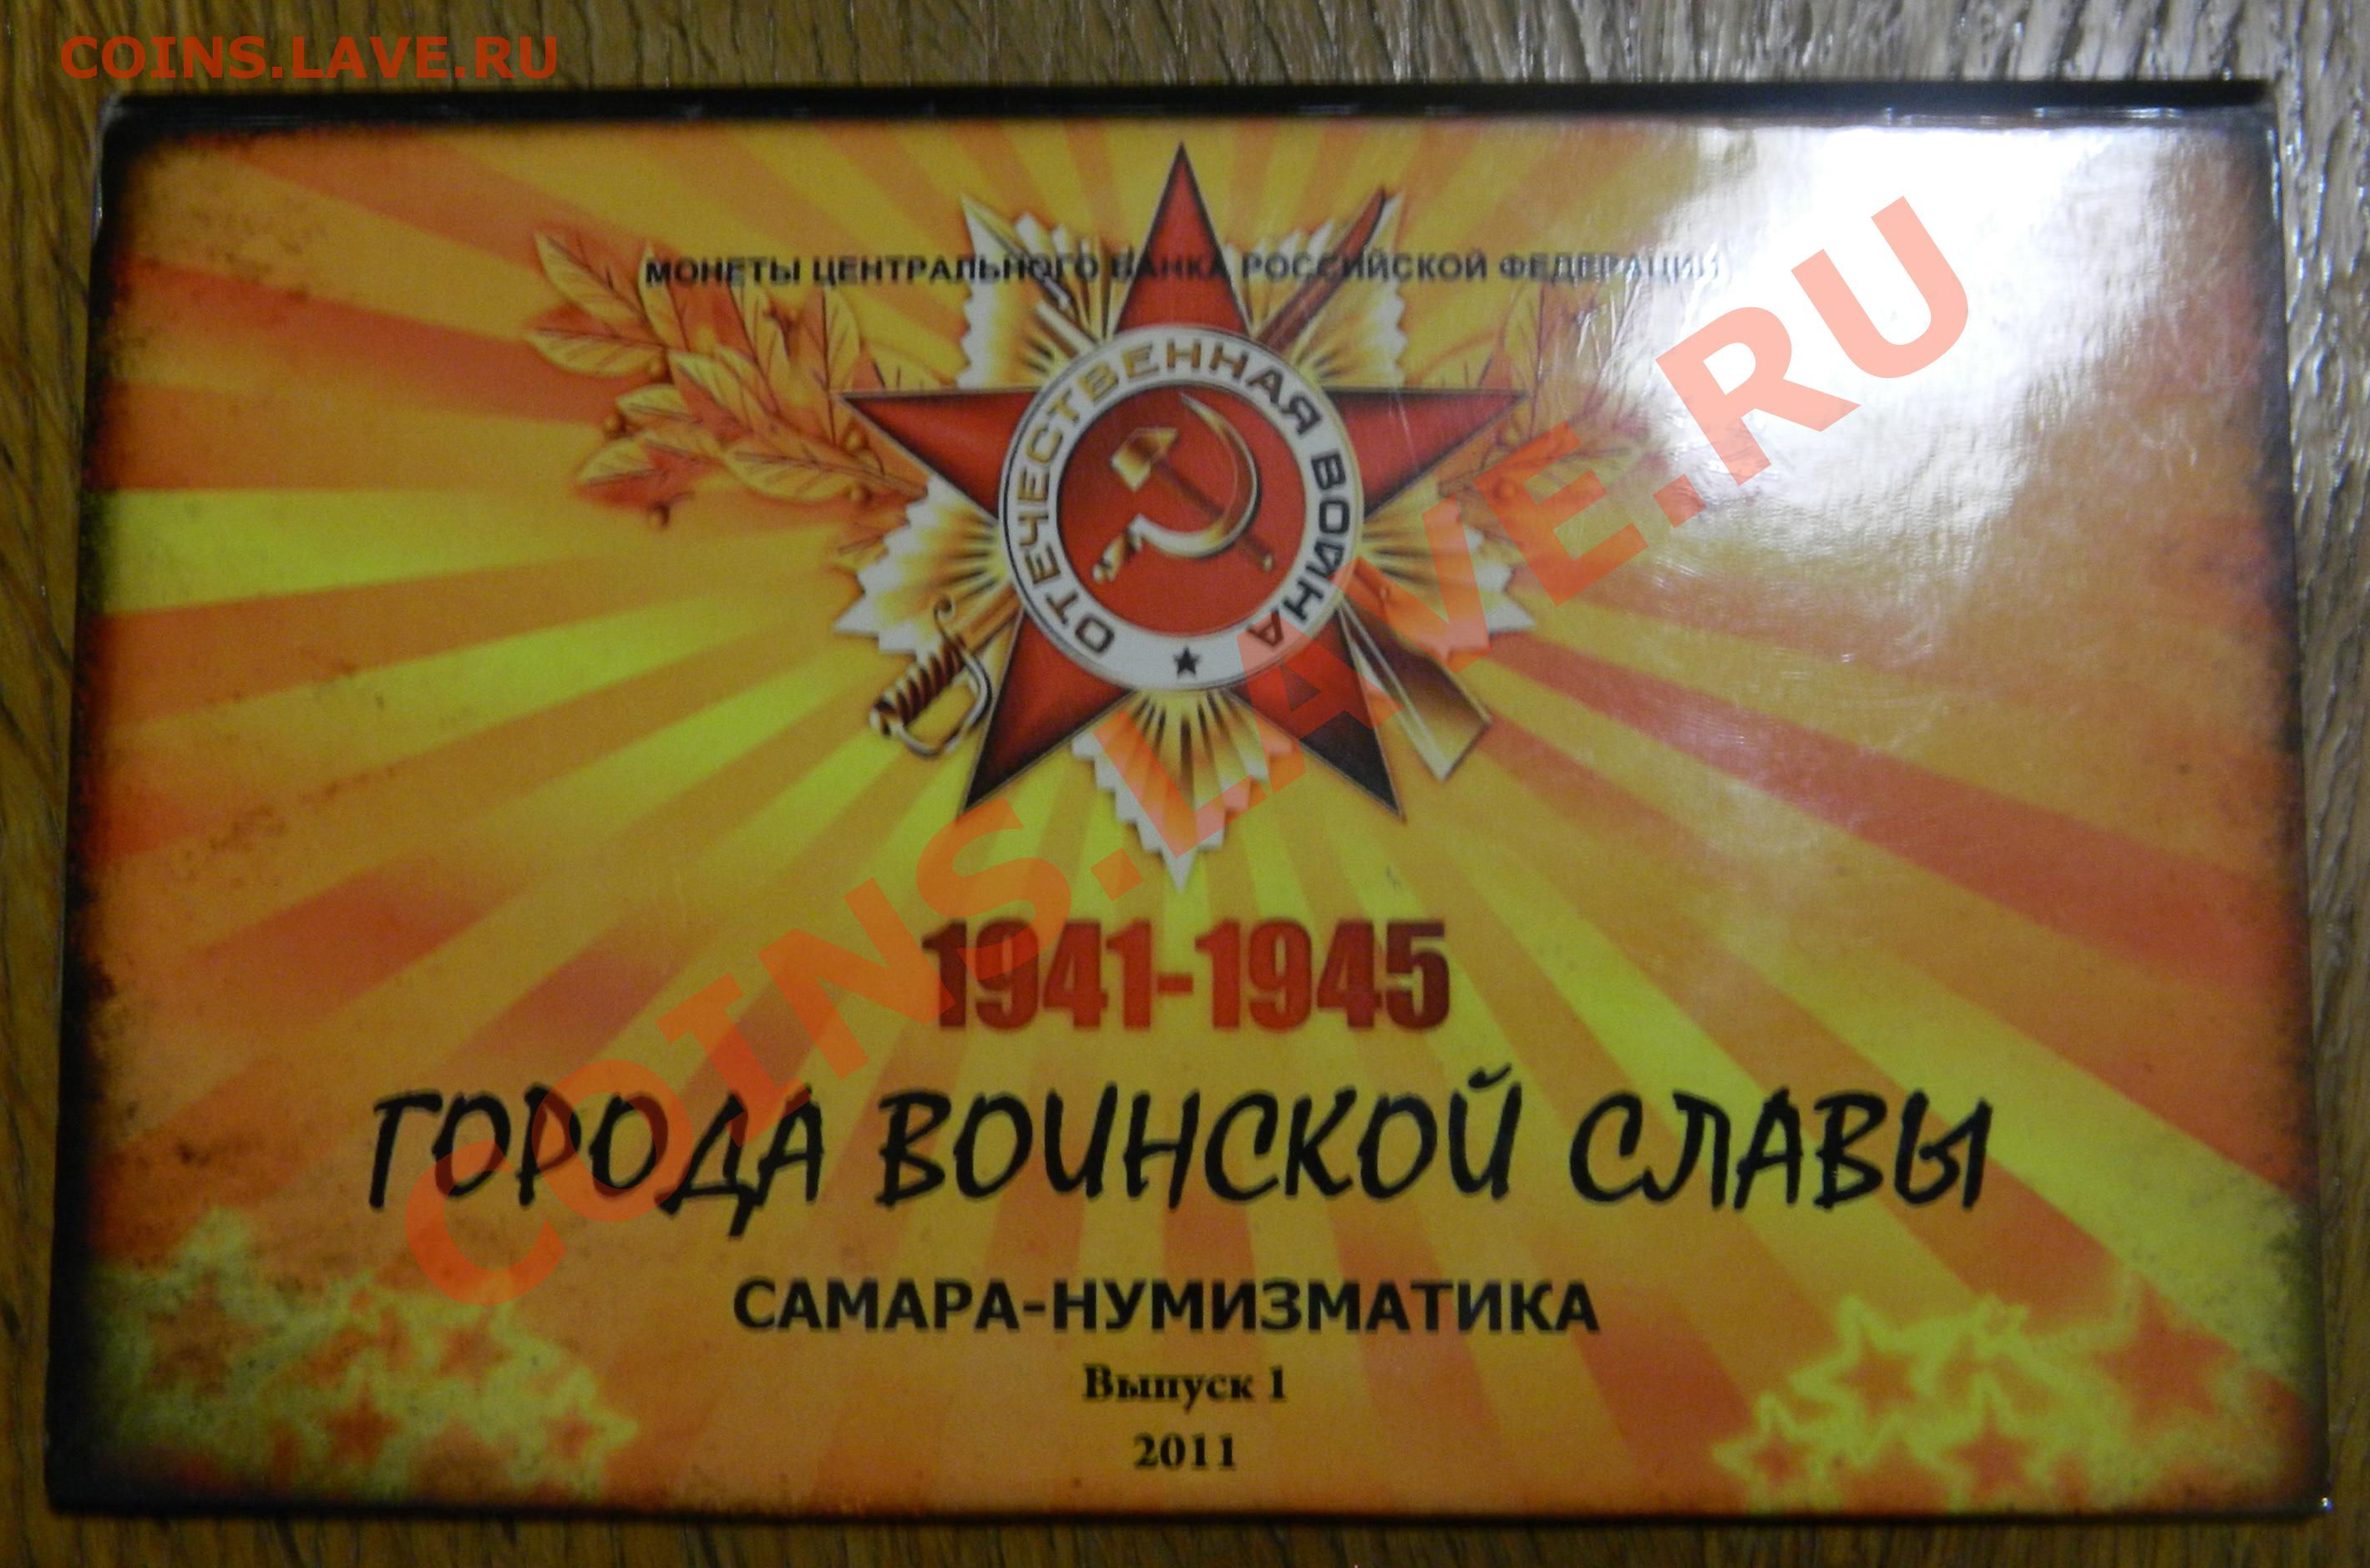 COINS.LAVE.RU
МОНЕТЫ ЦЕНТРАЛЬНОГО БАНКА РОССИЙСКОЙ ФЕДЕРАЦИИ
ОТЕЧЕСТВЕННАЯ ВОЙНА
COINS.LAVE.RU
1941-1945
ГОРОДА ВОИНСКОЙ СЛАВЫ
САМАРА-НУМИЗМАТИКА
Выпуск 1
2011